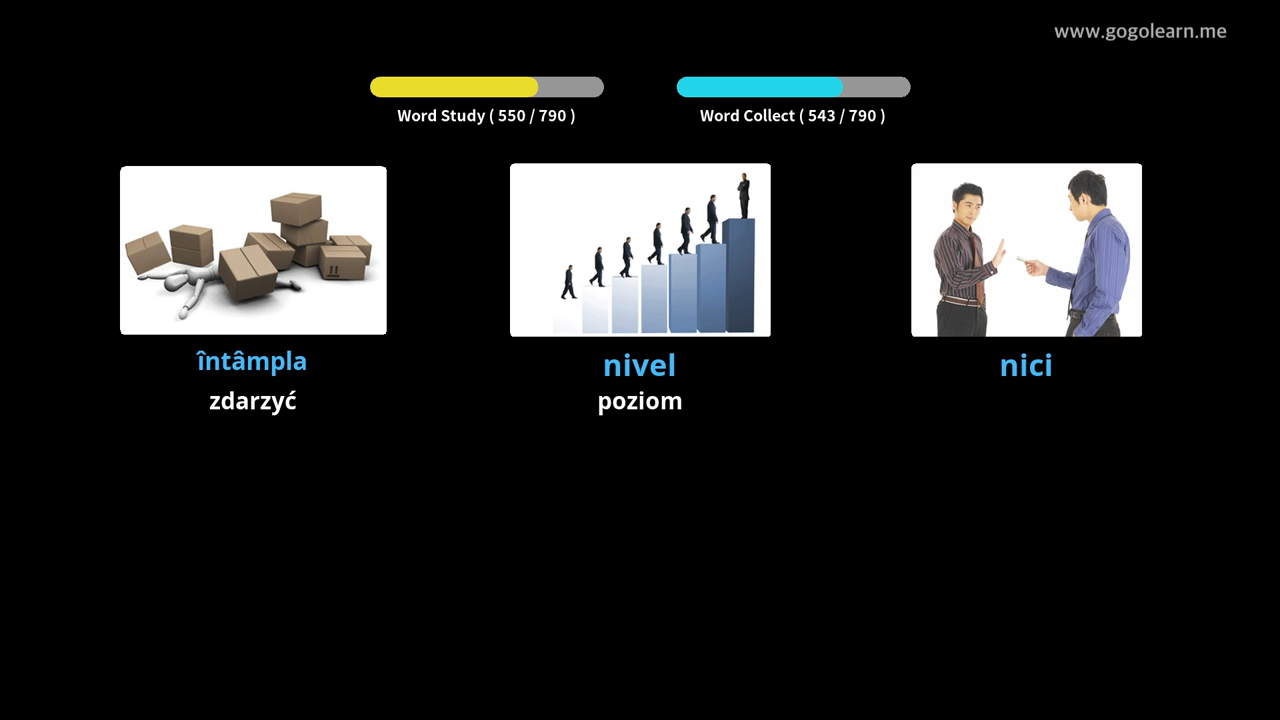 www.gogolearn.me
Word Study ( 550 / 790 )
Word Collect ( 543 / 790 )
întâmpla
zdarzyć
nivel
poziom
nici